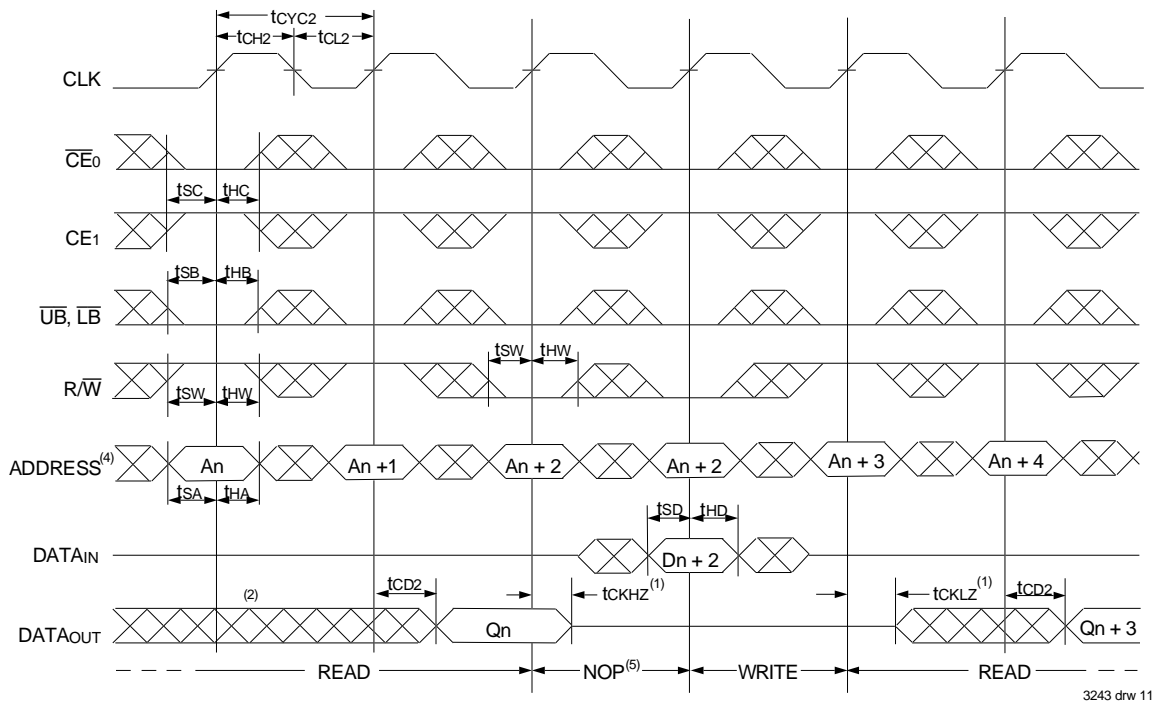 tCYC2
tCH2 tCL2
CLK
CE0
tSC tHC
CE1
tSB tHB
UB, LB
tSW tHW
R/W
tSW tHW
ADDRESS(4) An An +1 An + 2 An + 2 An + 3 An + 4
tSA tHA
tSD tHD
DATAIN Dn + 2
(2) tCD2 tCKHZ(1) tCKLZ(1) tCD2
DATAOUT Qn Qn + 3
READ NOP(5) WRITE READ
3243 drw 11